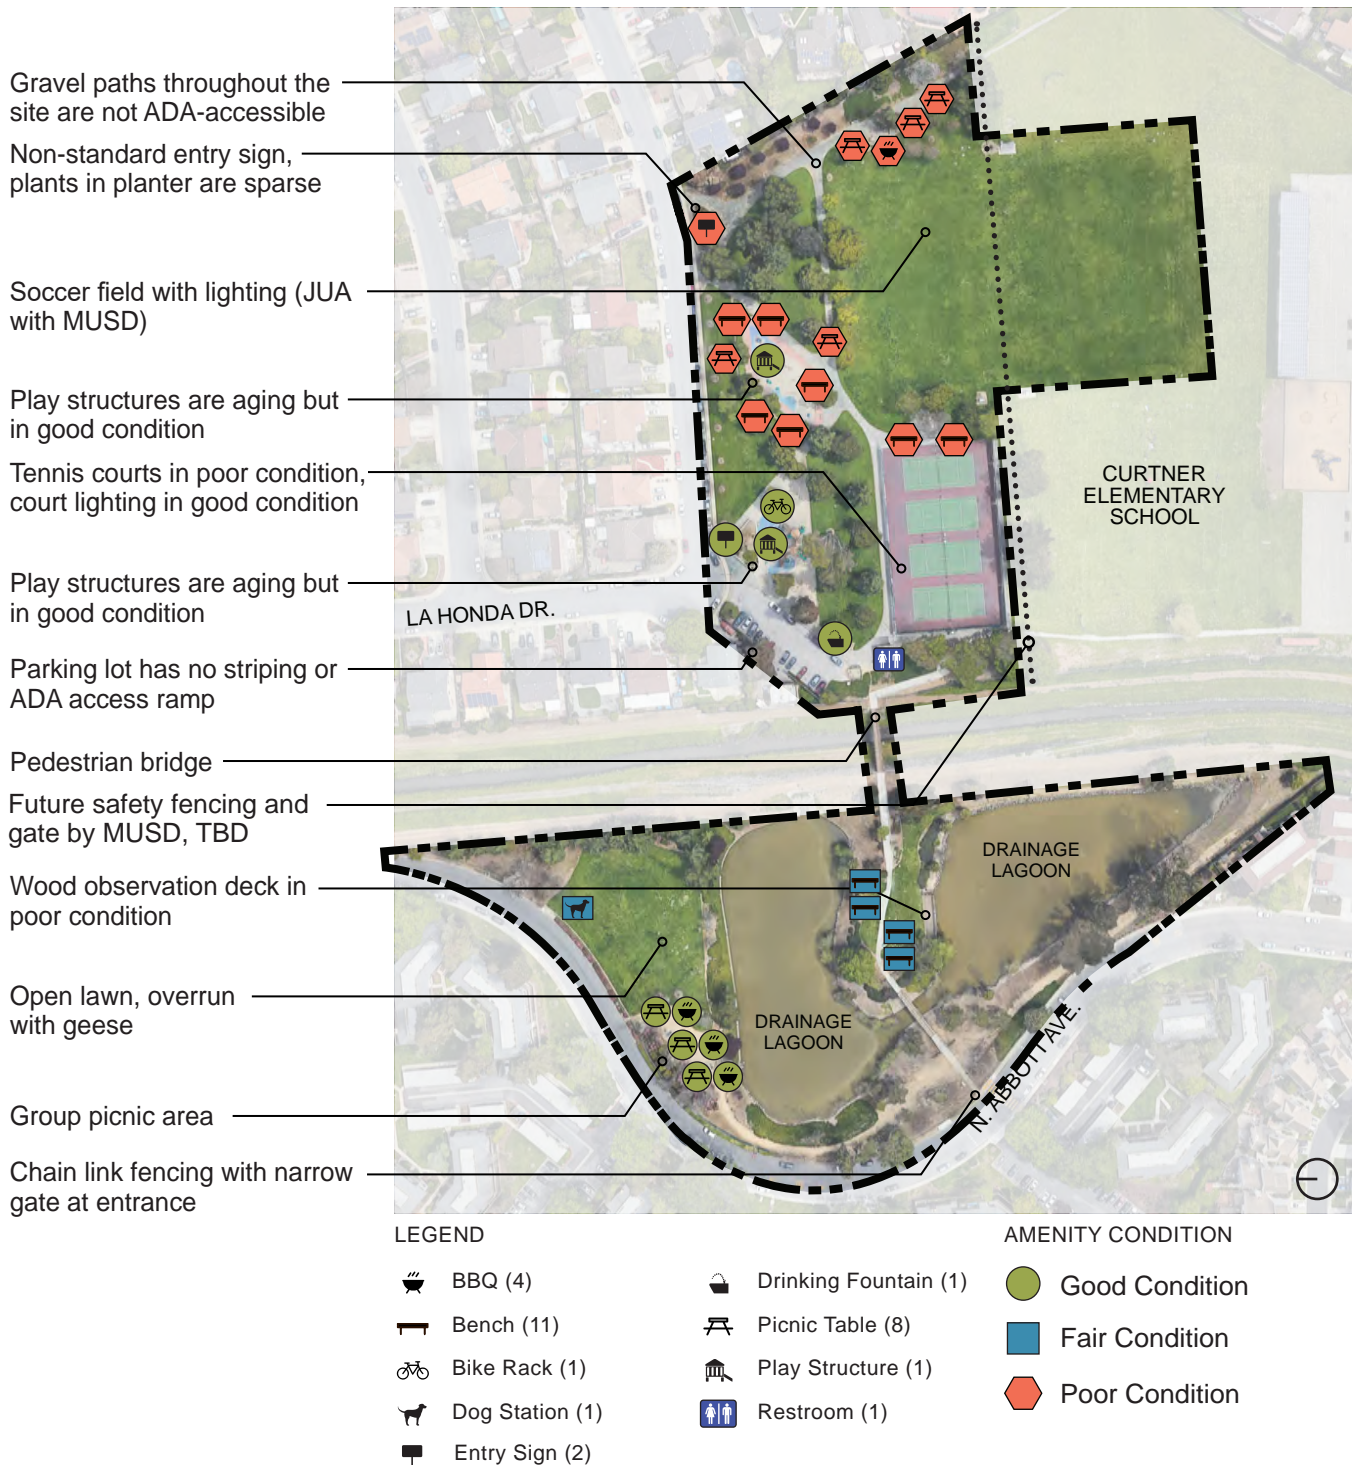 Gravel paths throughout the
site are not ADA-accessible
Non-standard entry sign,
plants in planter are sparse
Soccer field with lighting (JUA
with MUSD)
Play structures are aging but
in good condition
Tennis courts in poor condition,
court lighting in good condition
Play structures are aging but
in good condition
Parking lot has no striping or
ADA access ramp
Pedestrian bridge
Future safety fencing and
gate by MUSD, TBD
Wood observation deck in
poor condition
Open lawn, overrun
with geese
Group picnic area
Chain link fencing with narrow
gate at entrance
CURTNER
ELEMENTARY
SCHOOL
LA HONDA DR.
DRAINAGE
LAGOON
DRAINAGE
LAGOON
N. ABBOTT AVE.
LEGEND
BBQ (4)
Bench (11)
Bike Rack (1)
Dog Station (1)
Entry Sign (2)
Drinking Fountain (1)
Picnic Table (8)
Play Structure (1)
Restroom (1)
AMENITY CONDITION
Good Condition
Fair Condition
Poor Condition